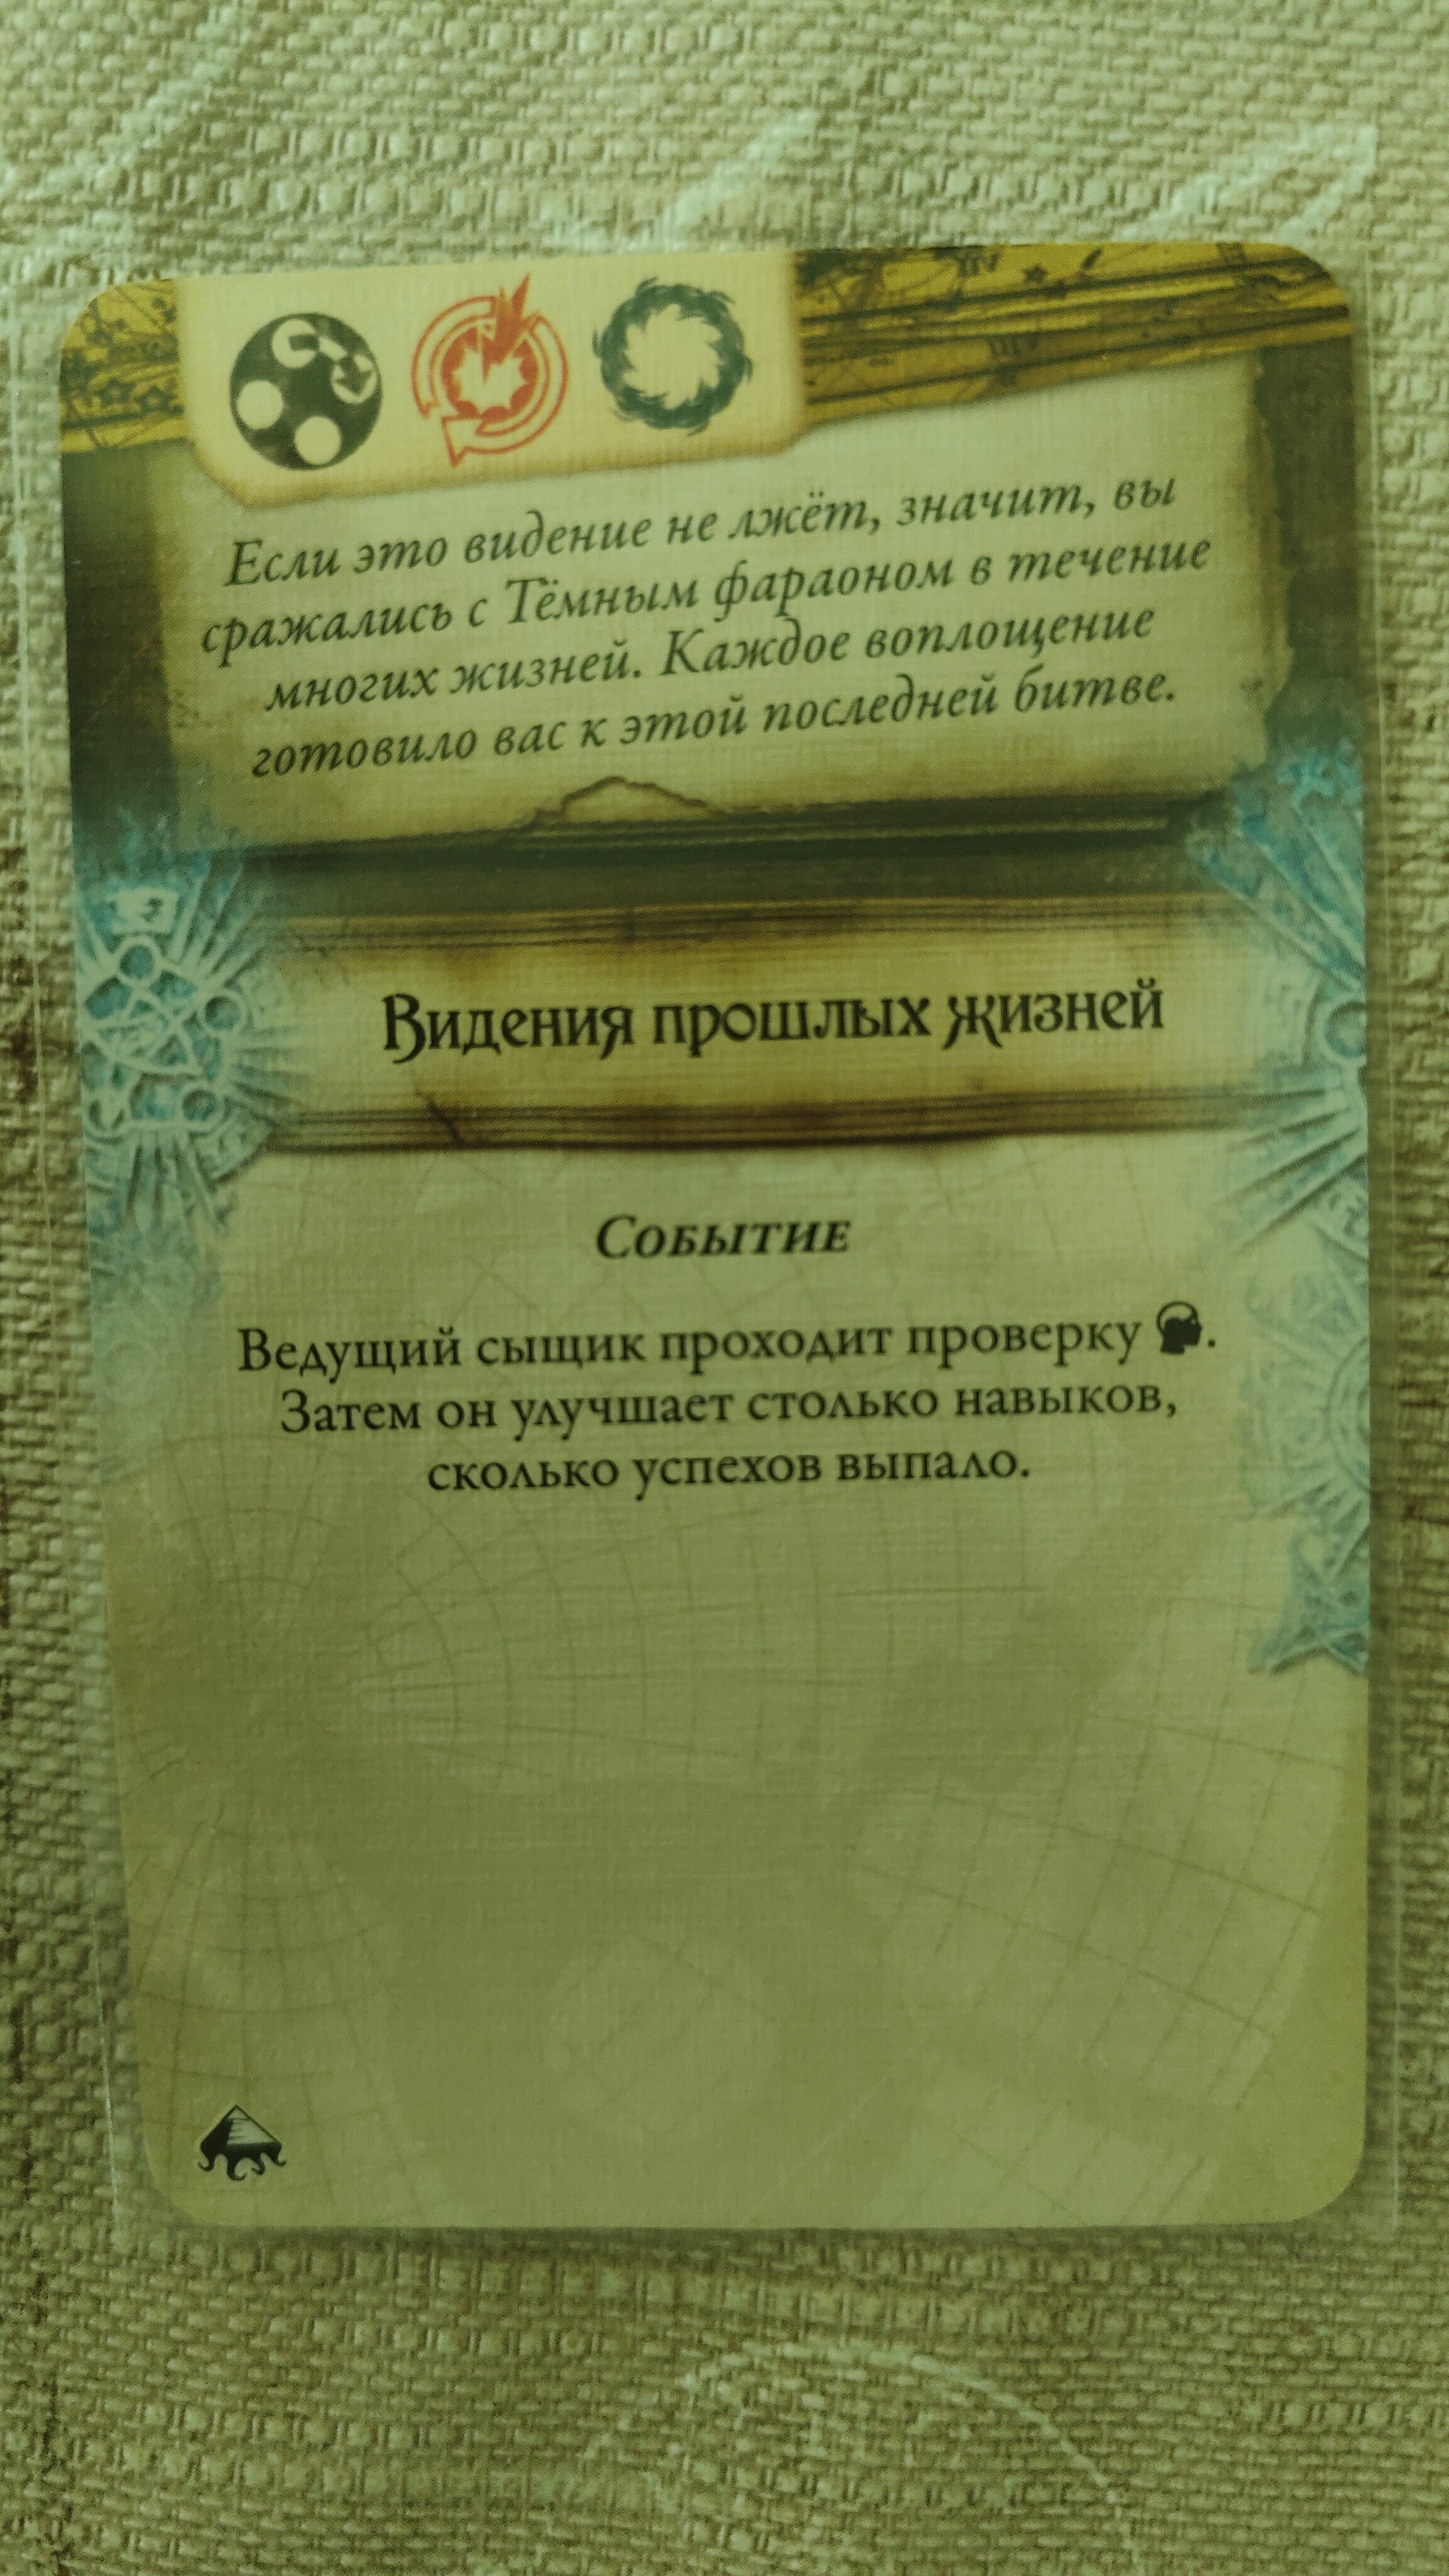 Если это видение не лжёт, значит, вы
сражались с Тёмным фараоном в течение
многих жизней. Каждое воплощение
готовило вас к этой последней битве.
Видения прошлых жизней
Событие
Ведущий сыщик проходит проверку .
Затем он улучшает столько навыков,
сколько успехов выпало.